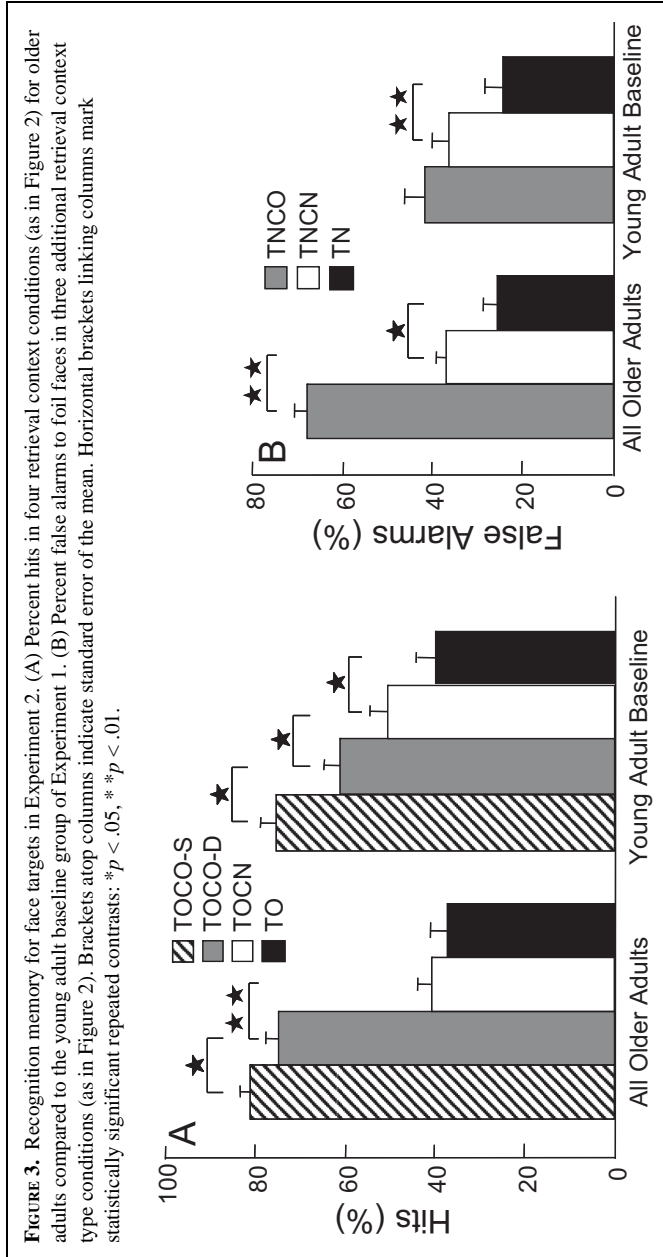 FIGURE 3. Recognition memory for face targets in Experiment 2. (A) Percent hits in four retrieval context conditions (as in Figure 2) for older
adults compared to the young adult baseline group of Experiment 1. (B) Percent false alarms to foil faces in three additional retrieval context
type conditions (as in Figure 2). Brackets atop columns indicate standard error of the mean. Horizontal brackets linking columns mark
statistically significant repeated contrasts: *p < .05, * *p < .01.
A
Hits (%)
100
80
60
40
20
0
TOCO-S
TOCO-D
TOCN
TO
★
★★
★
★
★
All Older Adults
Young Adult Baseline
B
False Alarms (%)
80
60
40
20
0
TNCO
TNCN
TN
★★
★
★★
All Older Adults
Young Adult Baseline